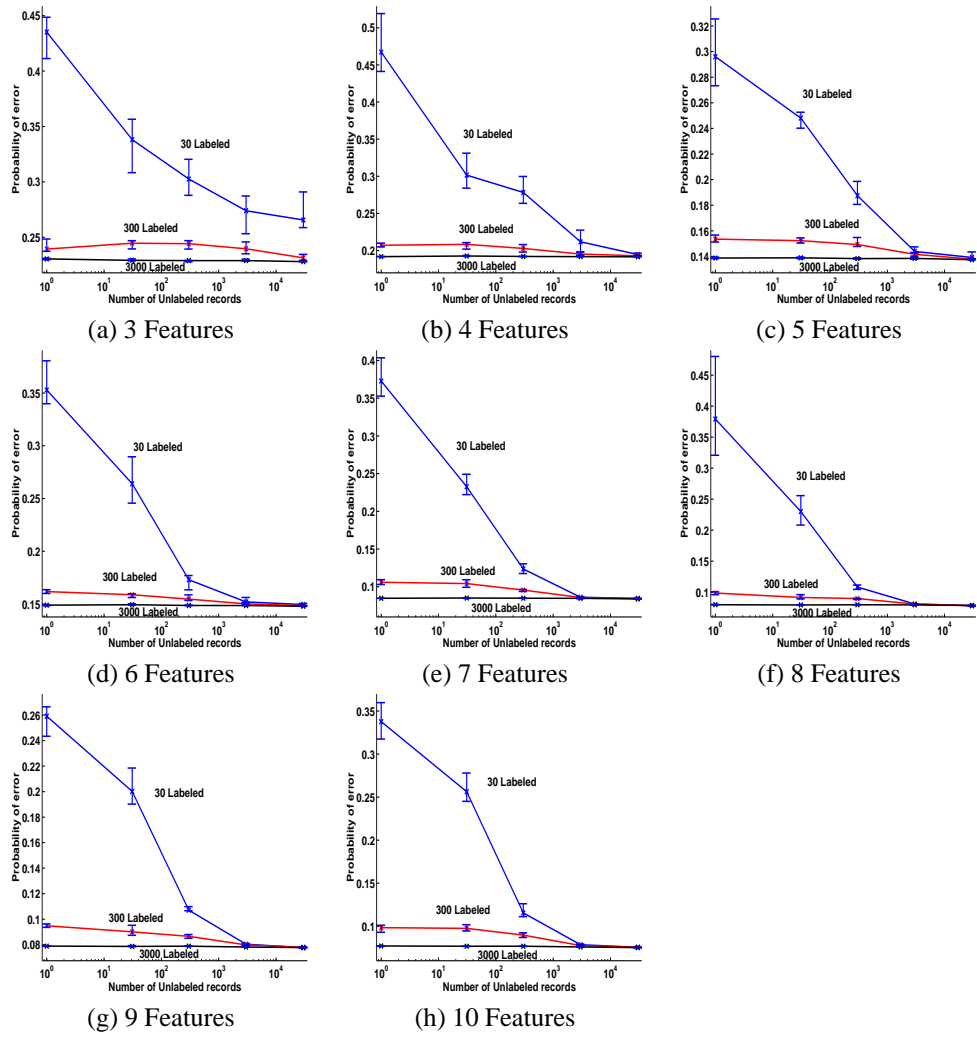 0.45
0.4
0.35
0.3
0.25
Probability of error
30 Labeled
300 Labeled
3000 Labeled
10^0 10^1 10^2 10^3 10^4
Number of Unlabeled records
(a) 3 Features
0.5
0.45
0.4
0.35
0.3
0.25
0.2
Probability of error
30 Labeled
300 Labeled
3000 Labeled
10^0 10^1 10^2 10^3 10^4
Number of Unlabeled records
(b) 4 Features
0.32
0.3
0.28
0.26
0.24
0.22
0.2
0.18
0.16
0.14
Probability of error
30 Labeled
300 Labeled
3000 Labeled
10^0 10^1 10^2 10^3 10^4
Number of Unlabeled records
(c) 5 Features
0.35
0.3
0.25
0.2
0.15
Probability of error
30 Labeled
300 Labeled
3000 Labeled
10^0 10^1 10^2 10^3 10^4
Number of Unlabeled records
(d) 6 Features
0.4
0.35
0.3
0.25
0.2
0.15
0.1
Probability of error
30 Labeled
300 Labeled
3000 Labeled
10^0 10^1 10^2 10^3 10^4
Number of Unlabeled records
(e) 7 Features
0.45
0.4
0.35
0.3
0.25
0.2
0.15
0.1
Probability of error
30 Labeled
300 Labeled
3000 Labeled
10^0 10^1 10^2 10^3 10^4
Number of Unlabeled records
(f) 8 Features
0.26
0.24
0.22
0.2
0.18
0.16
0.14
0.12
0.1
0.08
Probability of error
30 Labeled
300 Labeled
3000 Labeled
10^0 10^1 10^2 10^3 10^4
Number of Unlabeled records
(g) 9 Features
0.35
0.3
0.25
0.2
0.15
0.1
Probability of error
30 Labeled
300 Labeled
3000 Labeled
10^0 10^1 10^2 10^3 10^4
Number of Unlabeled records
(h) 10 Features